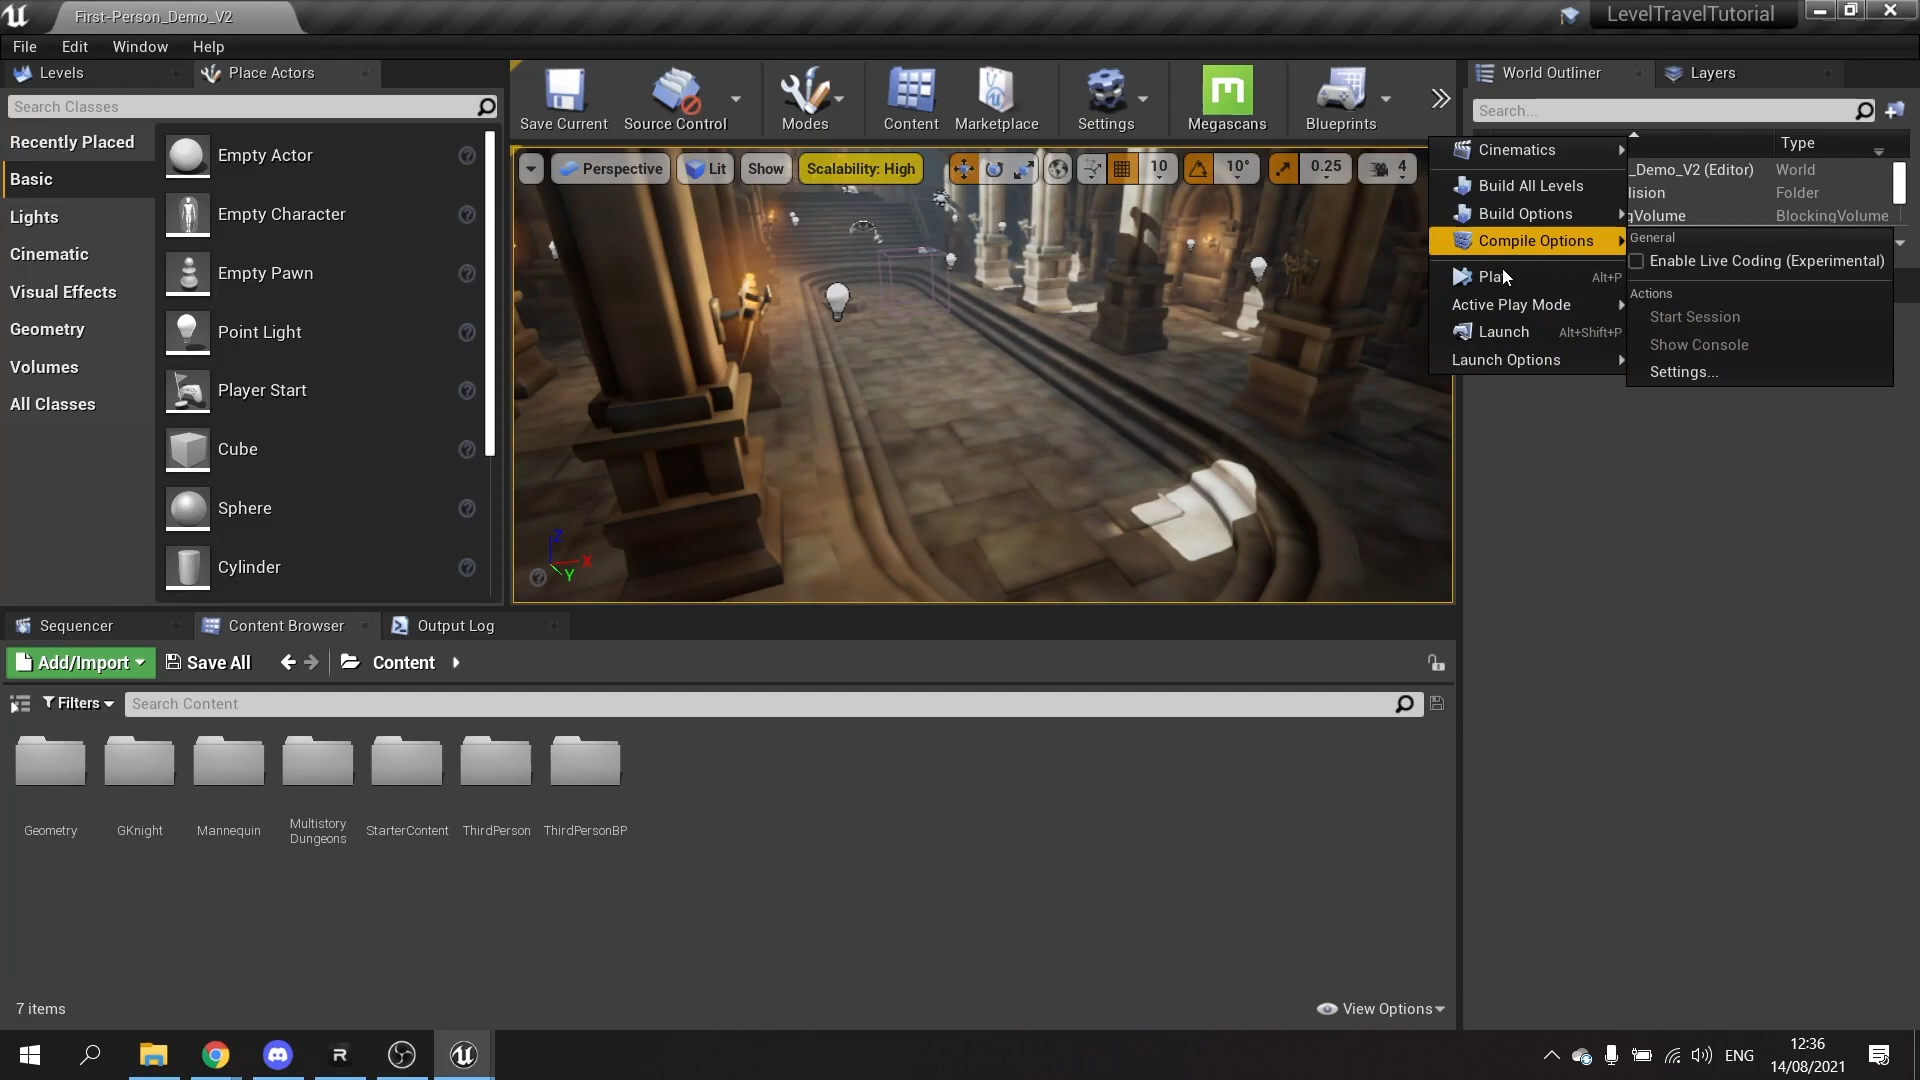 First-Person_Demo_V2
LevelTravelTutorial
File Edit Window Help
Levels
Place Actors
Search Classes
Recently Placed
Basic
Lights
Cinematic
Visual Effects
Geometry
Volumes
All Classes
Empty Actor
Empty Character
Empty Pawn
Point Light
Player Start
Cube
Sphere
Cylinder
Save Current
Source Control
Modes
Content
Marketplace
Settings
Megascans
Blueprints
Perspective
Lit
Show
Scalability: High
10
10°
0.25
4
Z
X
Y
Cinematics
Build All Levels
Build Options
Compile Options
Play Alt+P
Active Play Mode
Launch Alt+Shift+P
Launch Options
General
Enable Live Coding (Experimental)
Actions
Start Session
Show Console
Settings...
World Outliner
Layers
Search...
Type
_Demo_V2 (Editor) World
lision Folder
gVolume BlockingVolume
Sequencer
Content Browser
Output Log
Add/Import
Save All
Content
Filters
Search Content
Geometry
GKnight
Mannequin
Multistory
Dungeons
StarterContent
ThirdPerson
ThirdPersonBP
7 items
View Options
R
ENG
12:36
14/08/2021